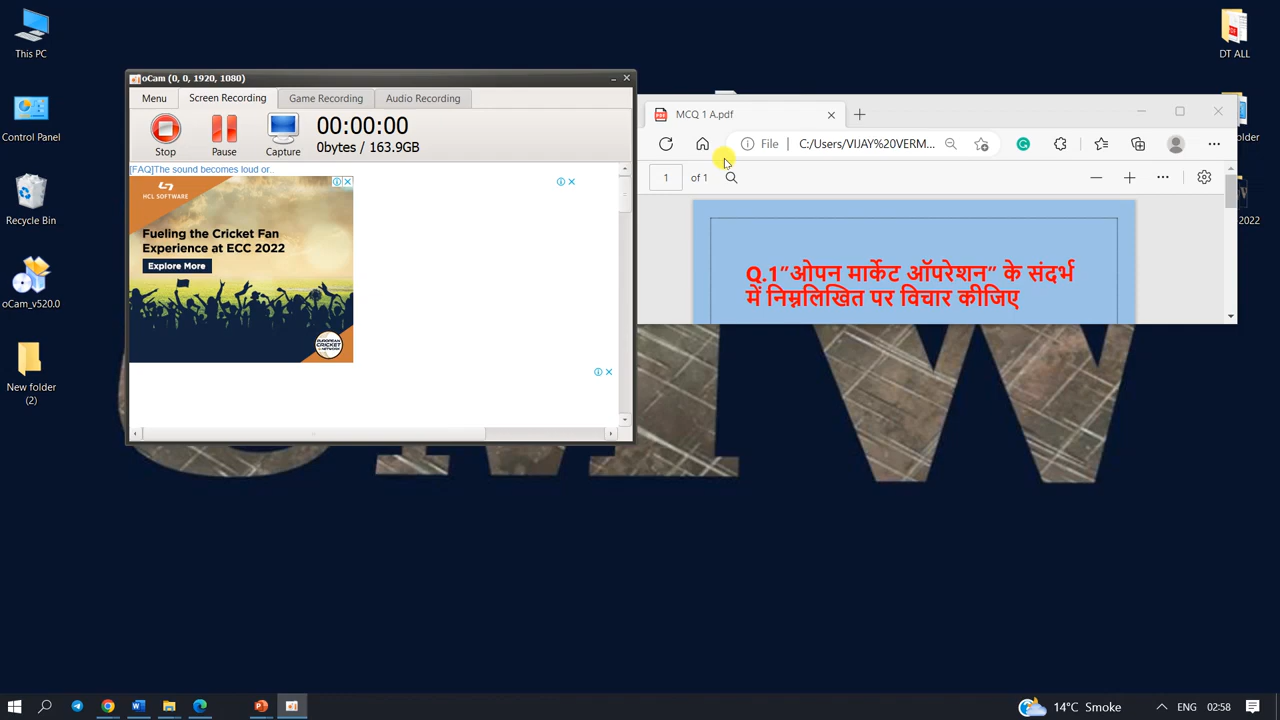 This PC
Control Panel
Recycle Bin
oCam_v520.0
New folder
(2)
DT ALL
2022
oCam (0, 0, 1920, 1080)
Menu
Screen Recording
Game Recording
Audio Recording
Stop
Pause
Capture
00:00:00
0bytes / 163.9GB
[FAQ]The sound becomes loud or..
HCL SOFTWARE
Fueling the Cricket Fan
Experience at ECC 2022
Explore More
EUROPEAN
CRICKET
NETWORK
MCQ 1 A.pdf
File
C:/Users/VIJAY%20VERM...
1 of 1
Q.1”ओपन मार्केट ऑपरेशन” के संदर्भ
में निम्नलिखित पर विचार कीजिए
14°C Smoke
ENG
02:58